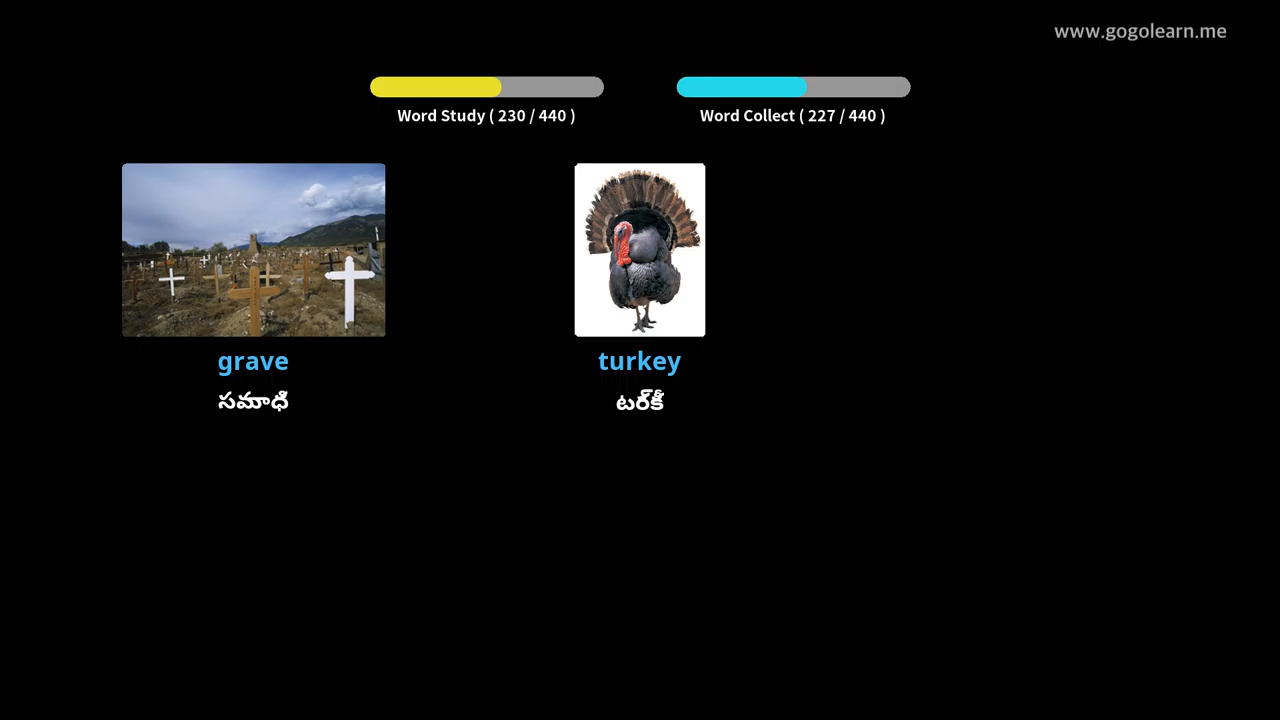 www.gogolearn.me
Word Study ( 230 / 440 )
Word Collect ( 227 / 440 )
grave
turkey
సమాధి
టర్కీ